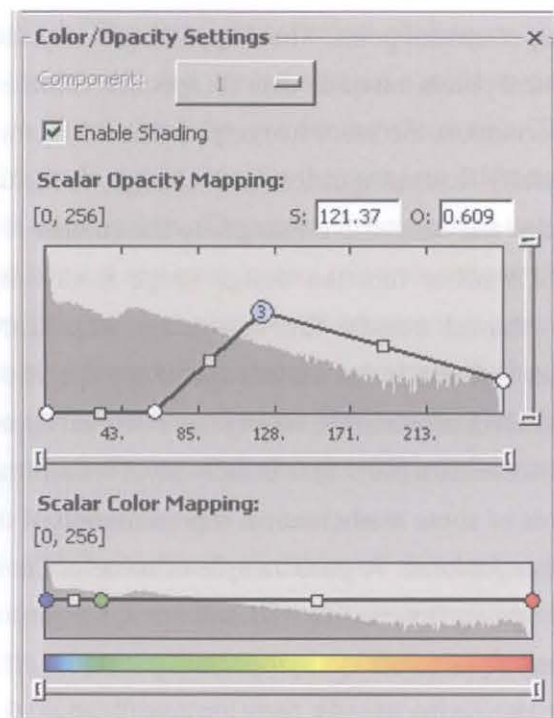 Color/Opacity Settings ×
Component: 1
Enable Shading
Scalar Opacity Mapping:
[0, 256] S: 121.37 O: 0.609
3
43. 85. 128. 171. 213.
Scalar Color Mapping:
[0, 256]